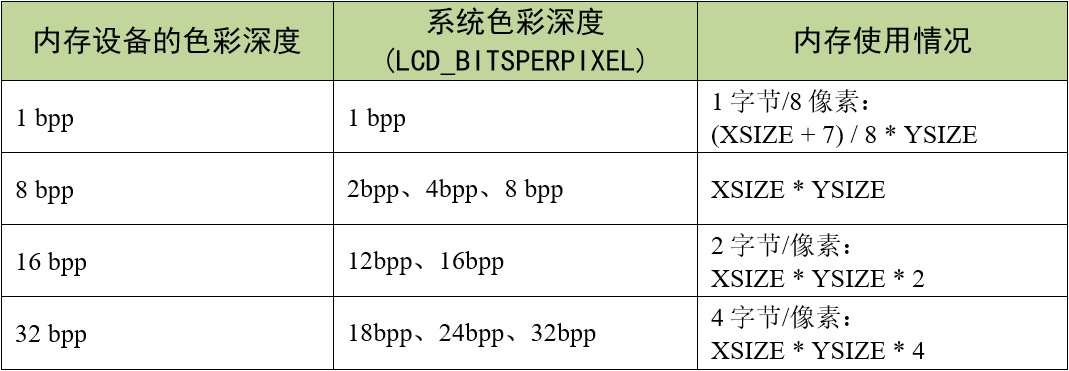 内存设备的色彩深度
系统色彩深度
(LCD_BITSPERPIXEL)
内存使用情况
1 bpp
1 bpp
1 字节/8 像素：
(XSIZE + 7) / 8 * YSIZE
8 bpp
2bpp、4bpp、8 bpp
XSIZE * YSIZE
16 bpp
12bpp、16bpp
2 字节/像素：
XSIZE * YSIZE * 2
32 bpp
18bpp、24bpp、32bpp
4 字节/像素：
XSIZE * YSIZE * 4